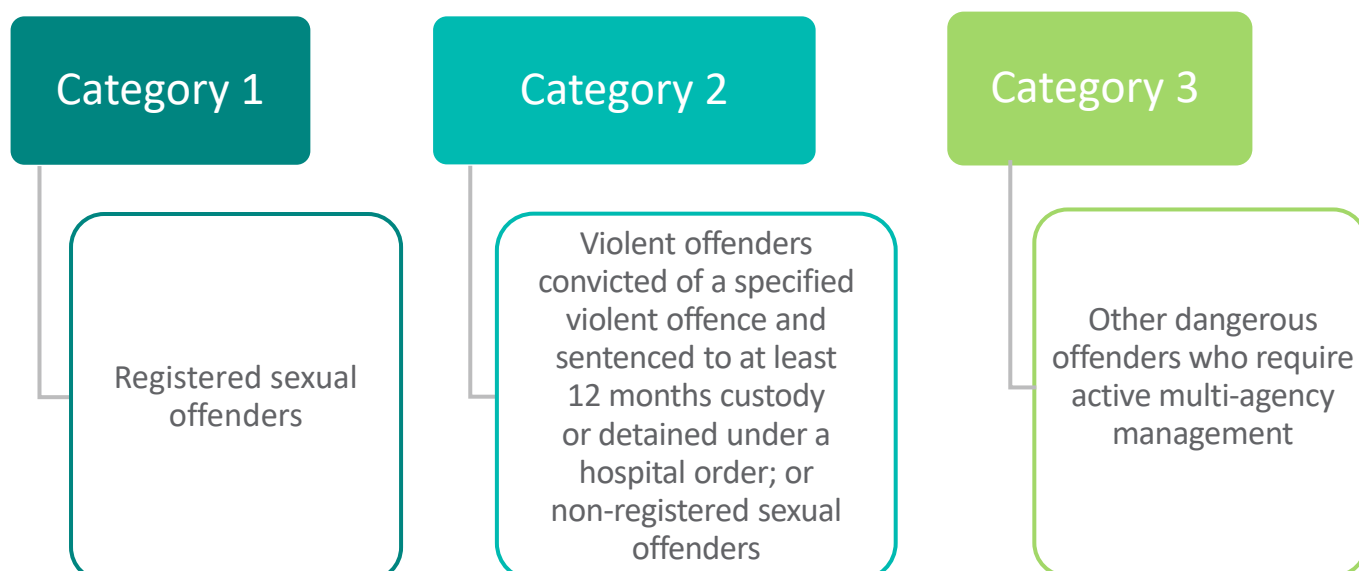 Category 1
Registered sexual
offenders
Category 2
Violent offenders
convicted of a specified
violent offence and
sentenced to at least
12 months custody
or detained under a
hospital order; or
non-registered sexual
offenders
Category 3
Other dangerous
offenders who require
active multi-agency
management